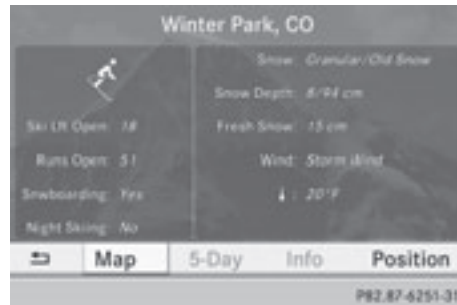 Winter Park, CO
Snow: Granular/Old Snow
Snow Depth: 8/94 cm
Ski Lft Open: 18
Fresh Snow: 15 cm
Runs Open: 51
Wind: Storm Wind
Snwboarding: Yes
: 20°F
Night Skiing: No
Map 5-Day Info Position
P82.87-6251-31